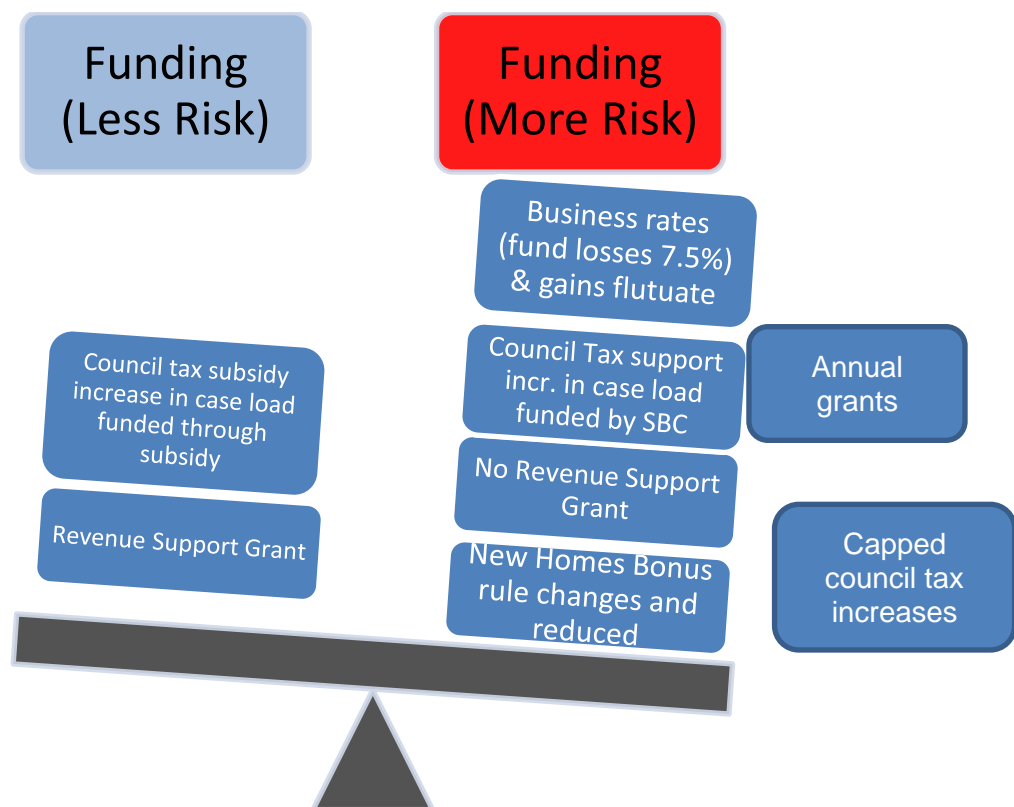 Funding
(Less Risk)
Funding
(More Risk)
Business rates
(fund losses 7.5%)
& gains flutuate
Council tax subsidy
increase in case load
funded through
subsidy
Council Tax support
incr. in case load
funded by SBC
Annual
grants
Revenue Support Grant
No Revenue Support
Grant
New Homes Bonus
rule changes and
reduced
Capped
council tax
increases